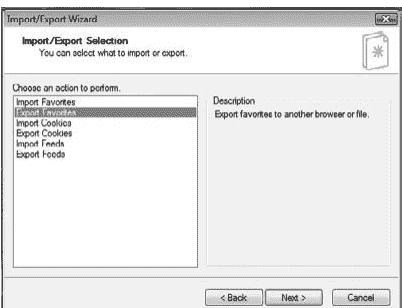 Import/Export Wizard
Import/Export Selection
You can select what to import or export.
Choose an action to perform.
Import Favorites
Export Favorites
Import Cookies
Export Cookies
Import Feeds
Export Feeds
Description
Export favorites to another browser or file.
< Back
Next >
Cancel